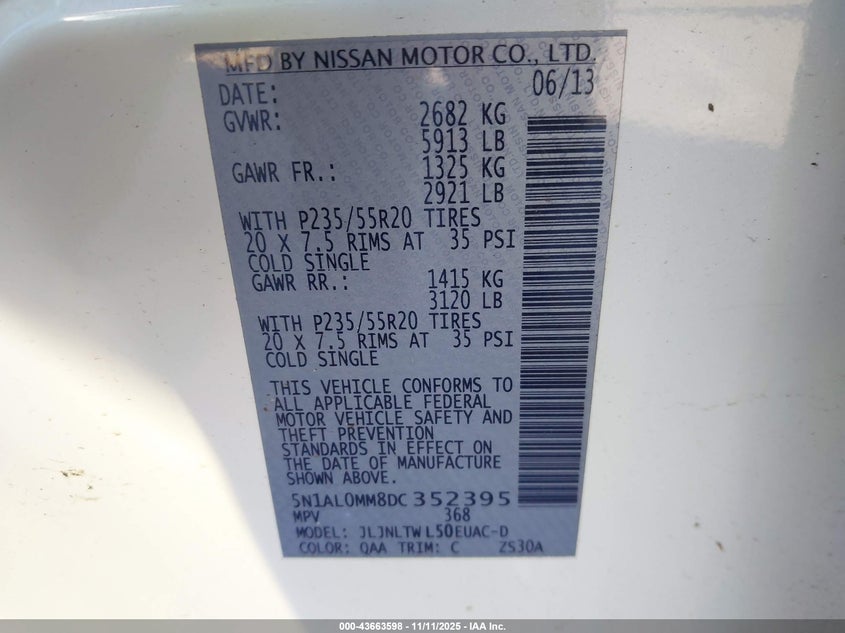 MFD BY NISSAN MOTOR CO., LTD.
DATE: 06/13
GVWR: 2682 KG
5913 LB
GAWR FR.: 1325 KG
2921 LB
WITH P235/55R20 TIRES
20 X 7.5 RIMS AT 35 PSI
COLD SINGLE
GAWR RR.: 1415 KG
3120 LB
WITH P235/55R20 TIRES
20 X 7.5 RIMS AT 35 PSI
COLD SINGLE
THIS VEHICLE CONFORMS TO
ALL APPLICABLE FEDERAL
MOTOR VEHICLE SAFETY AND
THEFT PREVENTION
STANDARDS IN EFFECT ON
THE DATE OF MANUFACTURE
SHOWN ABOVE.
5N1AL0MM8DC352395
MPV 368
MODEL: JLJNLTWL50EUAC-D
COLOR: QAA TRIM: C ZS30A
000-43663598 - 11/11/2025 - IAA Inc.